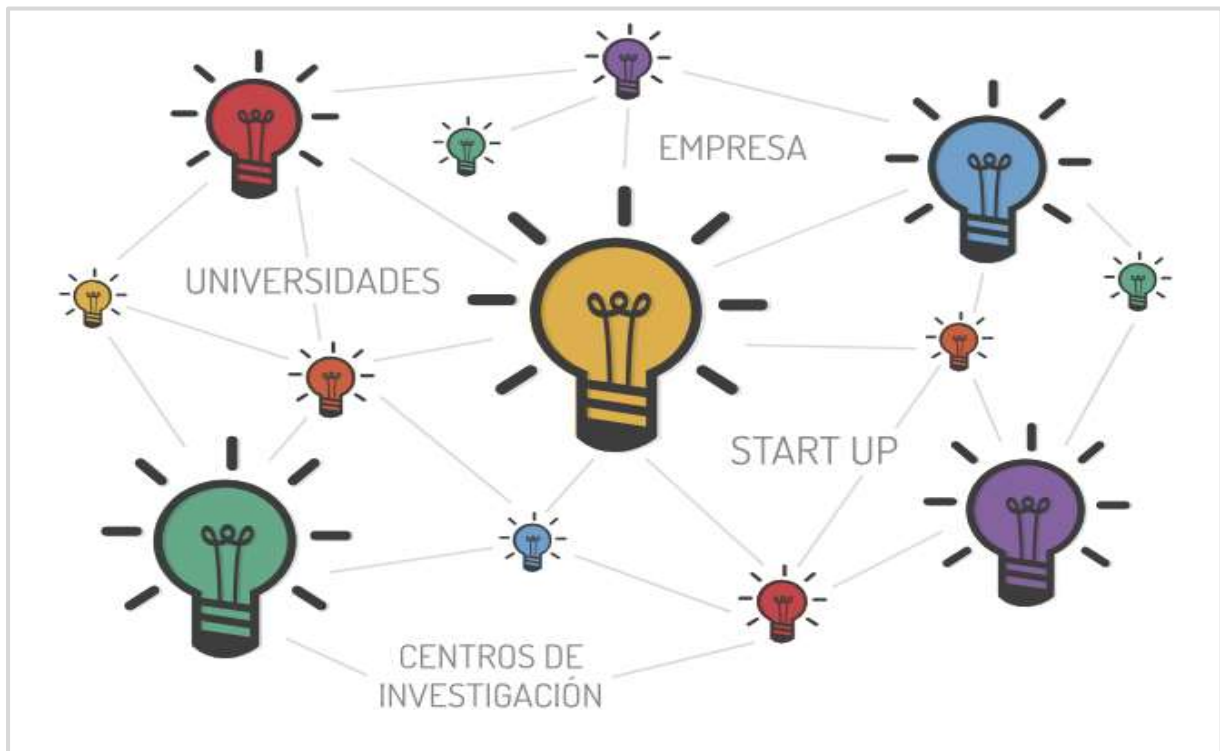 EMPRESA
UNIVERSIDADES
START UP
CENTROS DE
INVESTIGACIÓN